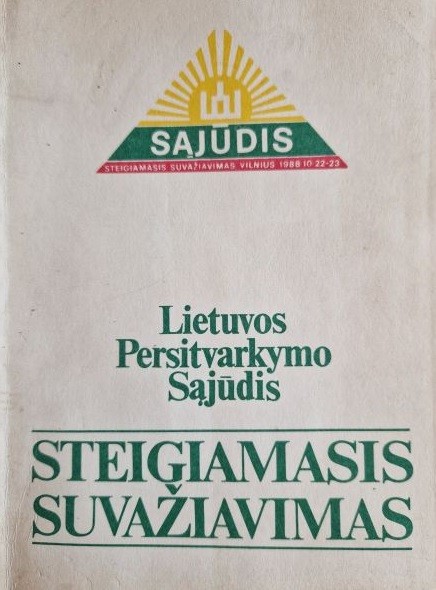 SĄJŪDIS
STEIGIAMASIS SUVAŽIAVIMAS VILNIUS 1988 10 22-23
Lietuvos
Persitvarkymo
Sąjūdis
STEIGIAMASIS
SUVAŽIAVIMAS